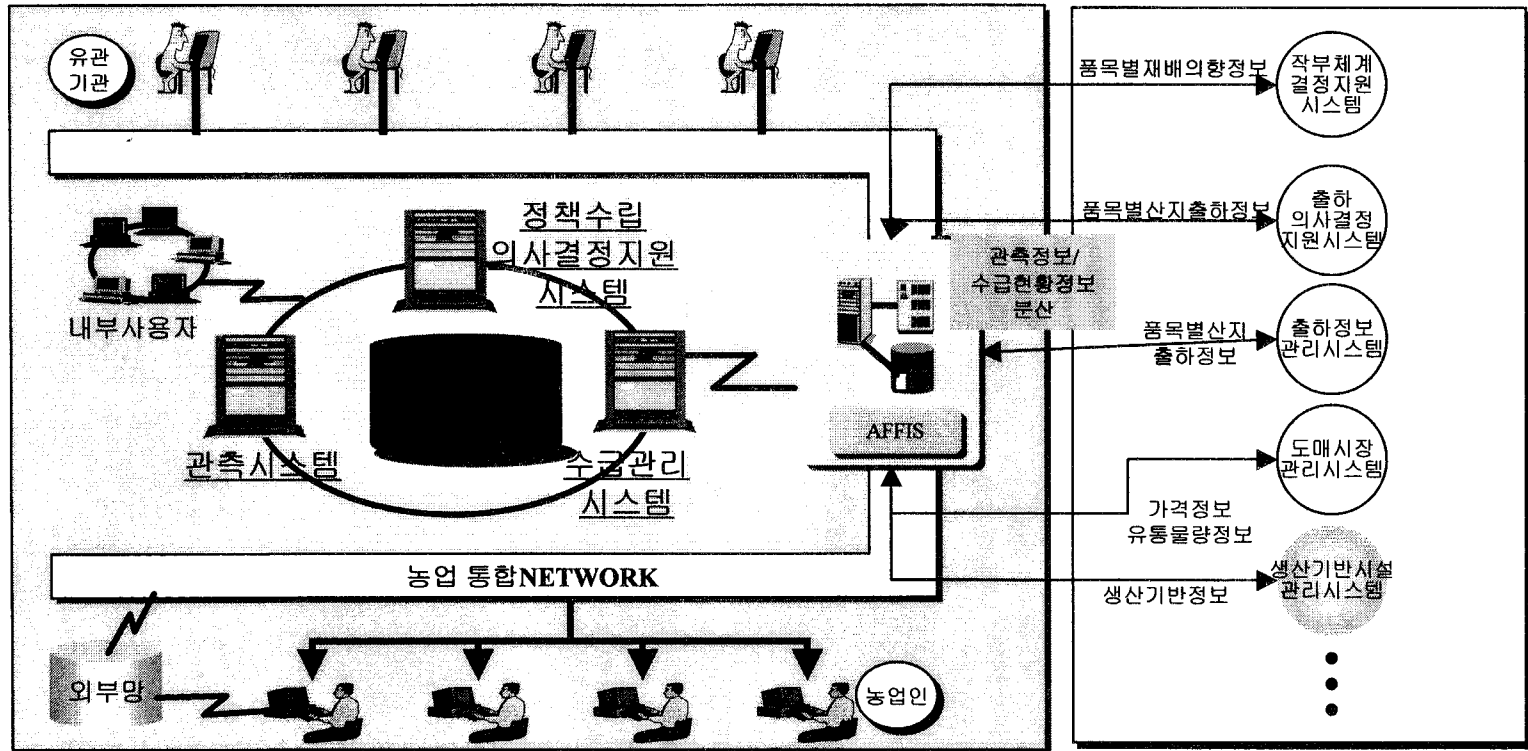 유관
기관
품목별재배의향정보
작부체계
결정지원
시스템
정책수립
의사결정지원
시스템
품목별산지출하정보
출하
의사결정
지원시스템
내부사용자
관측정보/
수급현황정보
분산
품목별산지
출하정보
출하정보
관리시스템
관측시스템
수급관리
시스템
AFFIS
도매시장
관리시스템
가격정보
유통물량정보
농업 통합NETWORK
생산기반정보
생산기반시설
관리시스템
외부망
농업인